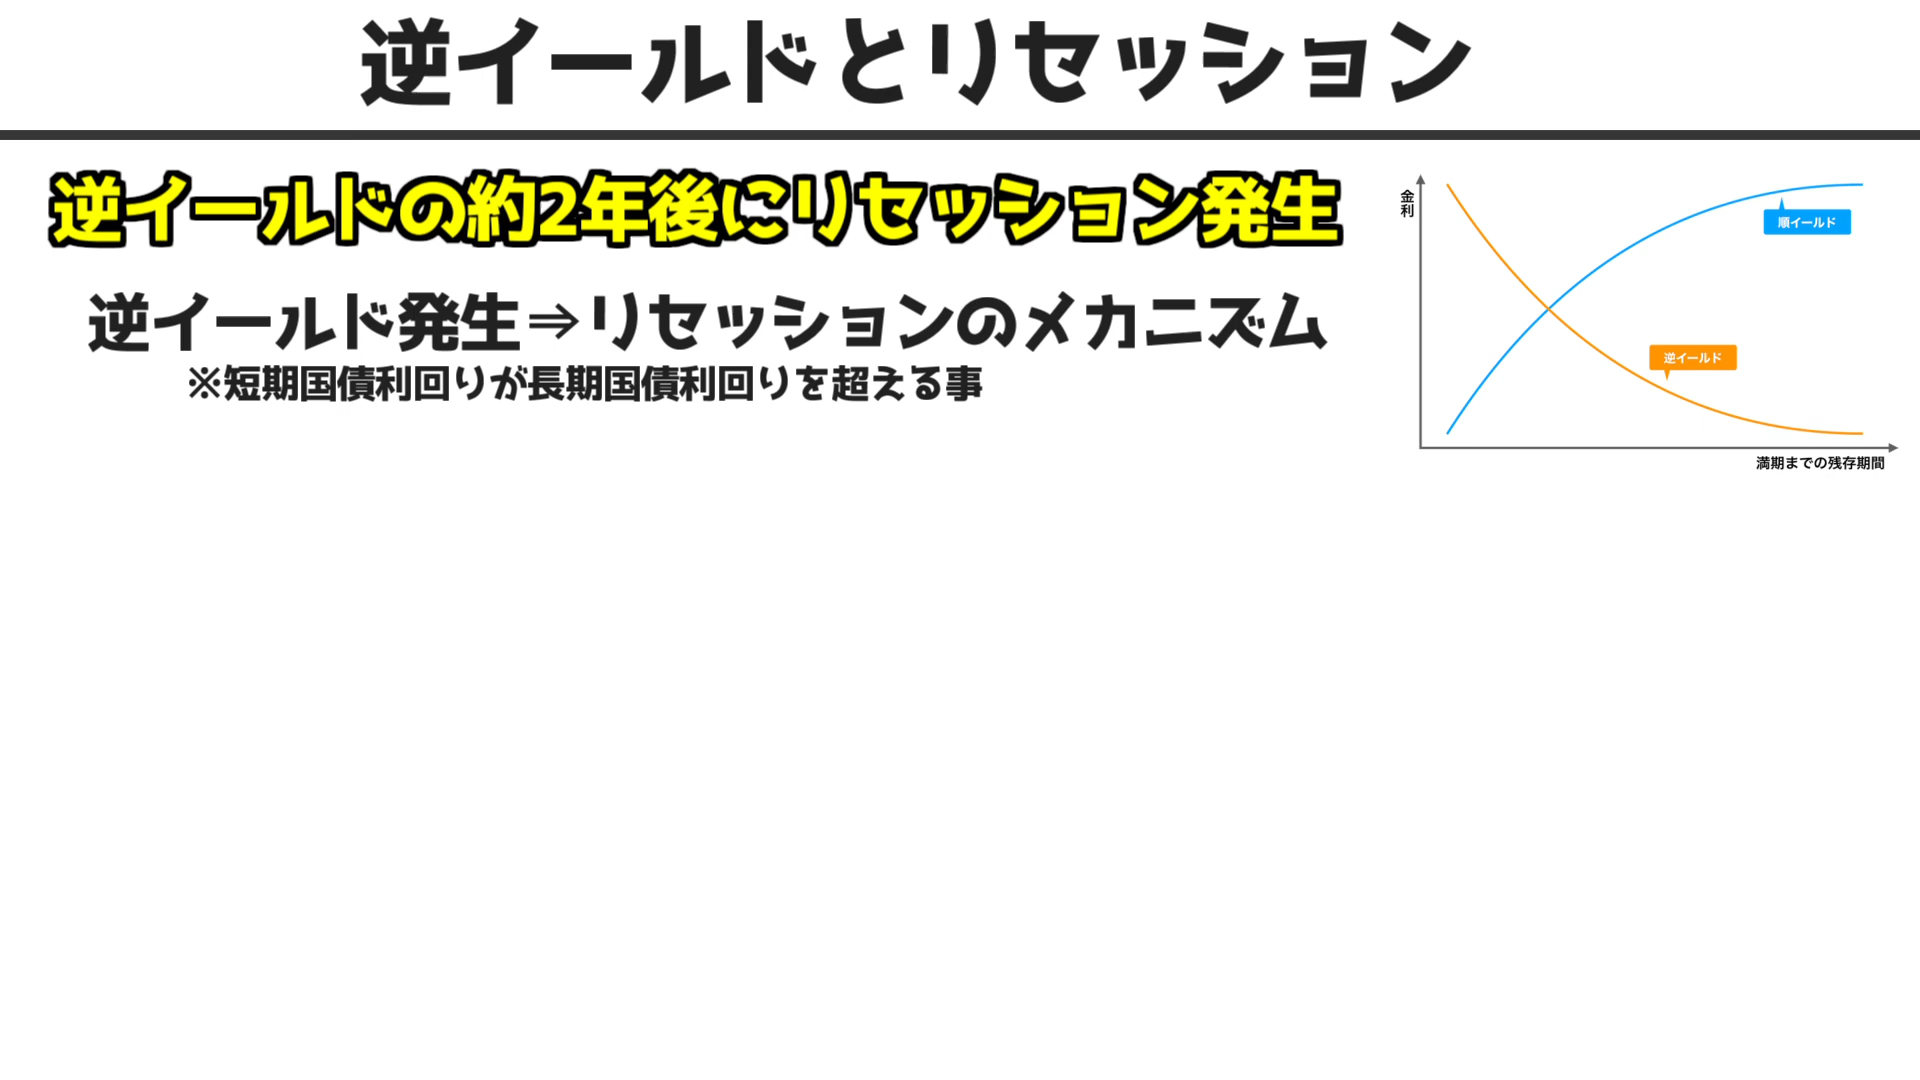 逆イールドとリセッション
逆イールドの約2年後にリセッション発生
逆イールド発生⇒リセッションのメカニズム
※短期国債利回りが長期国債利回りを超える事
金利
順イールド
逆イールド
満期までの残存期間